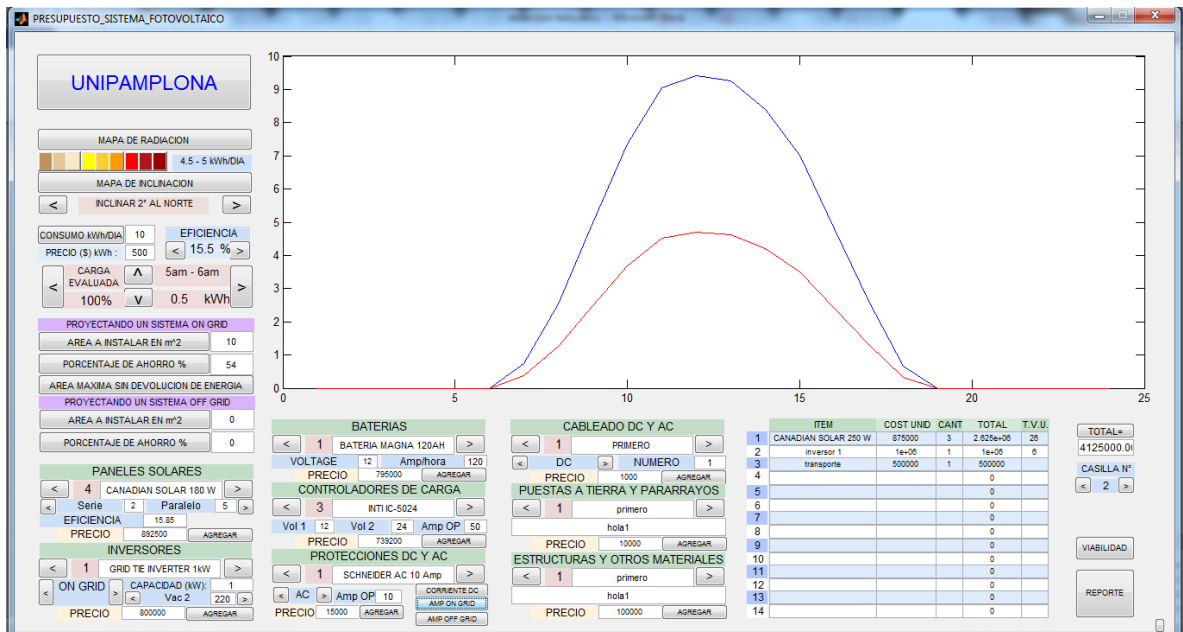 PRESUPUESTO_SISTEMA_FOTOVOLTAICO
UNIPAMPLONA
MAPA DE RADIACION
4.5 - 5 kWh/DIA
MAPA DE INCLINACION
< INCLINAR 2° AL NORTE >
CONSUMO kWh/DIA 10 EFICIENCIA
PRECIO ($) kWh : 500 < 15.5 % >
< CARGA EVALUADA ^ 5am - 6am >
100% V 0.5 kWh
PROYECTANDO UN SISTEMA ON GRID
AREA A INSTALAR EN m^2 10
PORCENTAJE DE AHORRO % 54
AREA MAXIMA SIN DEVOLUCION DE ENERGIA
PROYECTANDO UN SISTEMA OFF GRID
AREA A INSTALAR EN m^2 0
PORCENTAJE DE AHORRO % 0
PANELES SOLARES
< 4 CANADIAN SOLAR 180 W >
< Serie 2 Paralelo 5 >
EFICIENCIA 15.85
PRECIO 892500 AGREGAR
INVERSORES
< 1 GRID TIE INVERTER 1kW >
< ON GRID > CAPACIDAD (kW): 1
< Vac 2 220 >
PRECIO 800000 AGREGAR
10
9
8
7
6
5
4
3
2
1
0
0 5 10 15 20 25
BATERIAS
< 1 BATERIA MAGNA 120AH >
VOLTAGE 12 Amp/hora 120
PRECIO 795000 AGREGAR
CONTROLADORES DE CARGA
< 3 INTI IC-5024 >
Vol 1 12 Vol 2 24 Amp OP 50
PRECIO 739200 AGREGAR
PROTECCIONES DC Y AC
< 1 SCHNEIDER AC 10 Amp >
< AC > Amp OP 10 CORRIENTE DC
AMP ON GRID
PRECIO 15000 AGREGAR
AMP OFF GRID
CABLEADO DC Y AC
< 1 PRIMERO >
< DC > NUMERO 1
PRECIO 1000 AGREGAR
PUESTAS A TIERRA Y PARARRAYOS
< 1 primero >
hola1
PRECIO 10000 AGREGAR
ESTRUCTURAS Y OTROS MATERIALES
< 1 primero >
hola1
PRECIO 100000 AGREGAR
ITEM COST UNID CANT TOTAL T.V.U.
1 CANADIAN SOLAR 250 W 875000 3 2.625e+06 26
2 inversor 1 1e+06 1 1e+06 6
3 transporte 500000 1 500000
4 0
5 0
6 0
7 0
8 0
9 0
10 0
11 0
12 0
13 0
14 0
TOTAL=
4125000.00
CASILLA N°
< 2 >
VIABILIDAD
REPORTE